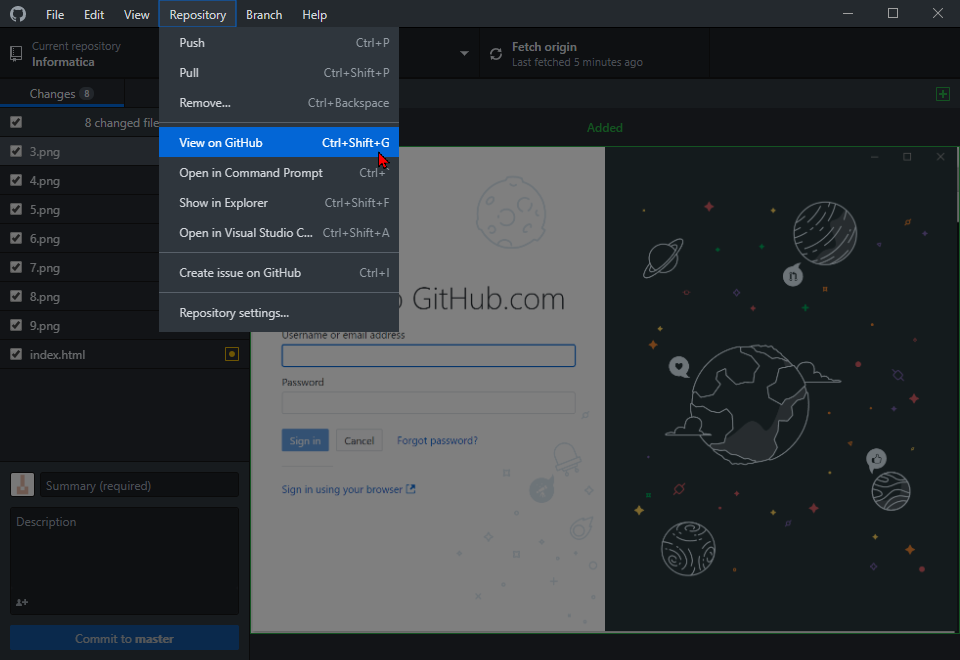 File Edit View Repository Branch Help
Current repository
Informatica
Fetch origin
Last fetched 5 minutes ago
Push Ctrl+P
Pull Ctrl+Shift+P
Remove... Ctrl+Backspace
View on GitHub Ctrl+Shift+G
Open in Command Prompt Ctrl+`
Show in Explorer Ctrl+Shift+F
Open in Visual Studio C... Ctrl+Shift+A
Create issue on GitHub Ctrl+I
Repository settings...
Changes 8
8 changed file
3.png
4.png
5.png
6.png
7.png
8.png
9.png
index.html
Summary (required)
Description
Commit to master
Added
GitHub.com
Username or email address
Password
Sign in Cancel Forgot password?
Sign in using your browser